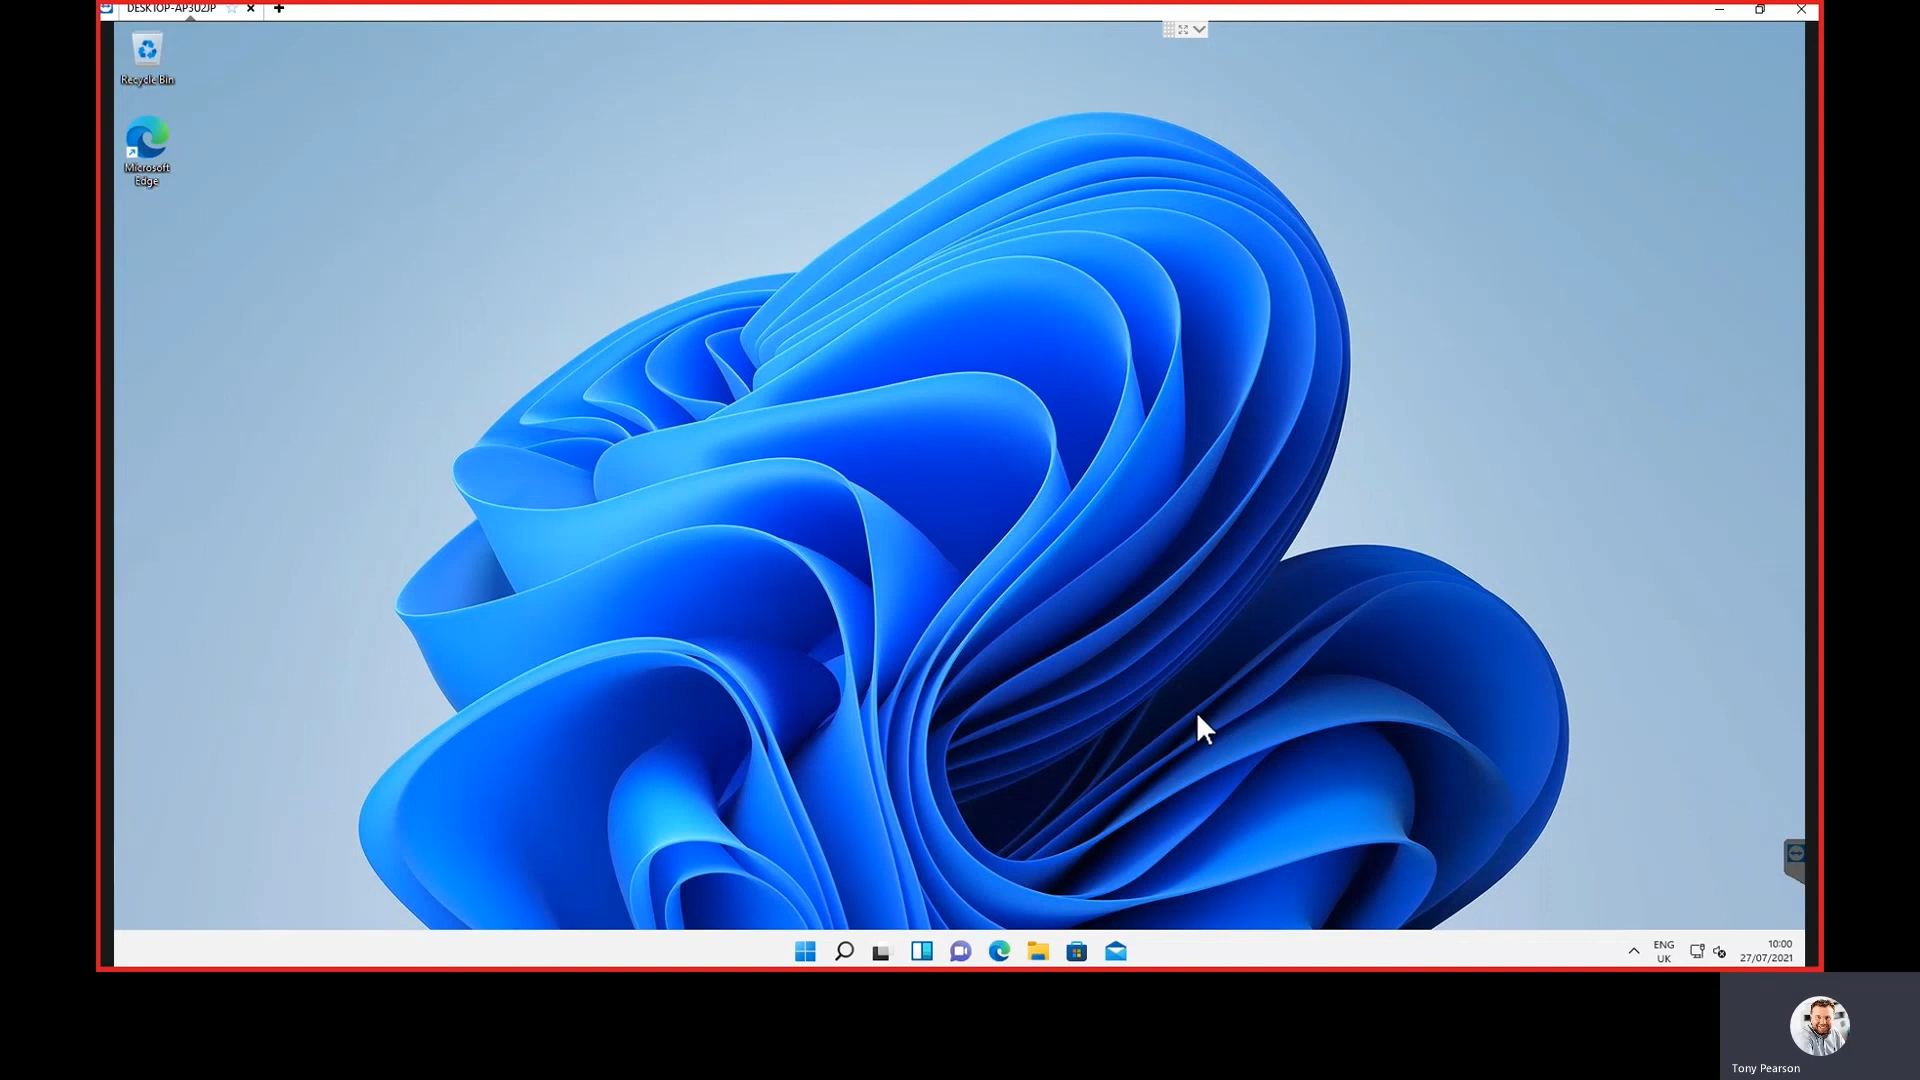 DESKTOP-AP3U2JP
Recycle Bin
Microsoft
Edge
ENG
UK
10:00
27/07/2021
Tony Pearson